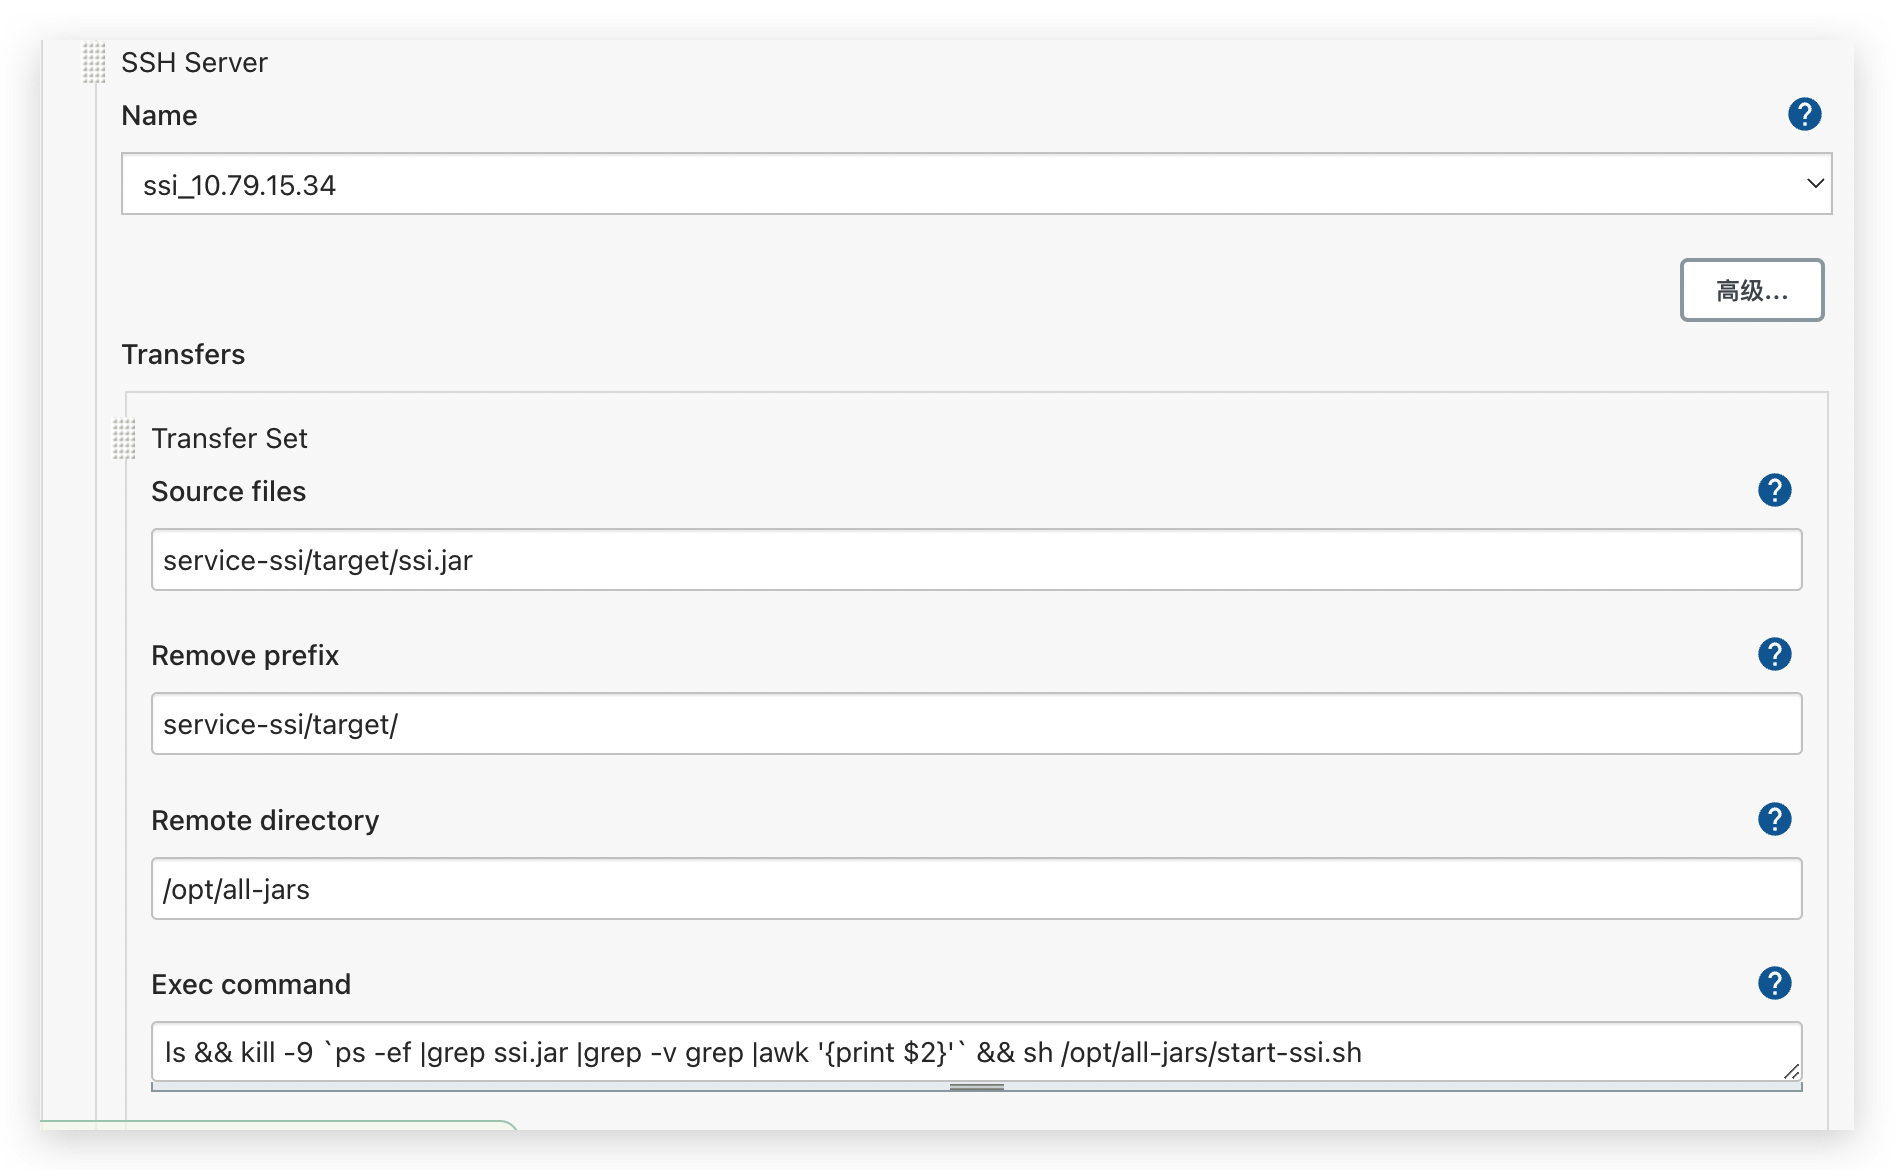 SSH Server
Name
ssi_10.79.15.34
高级...
Transfers
Transfer Set
Source files
service-ssi/target/ssi.jar
Remove prefix
service-ssi/target/
Remote directory
/opt/all-jars
Exec command
ls && kill -9 `ps -ef |grep ssi.jar |grep -v grep |awk '{print $2}'` && sh /opt/all-jars/start-ssi.sh